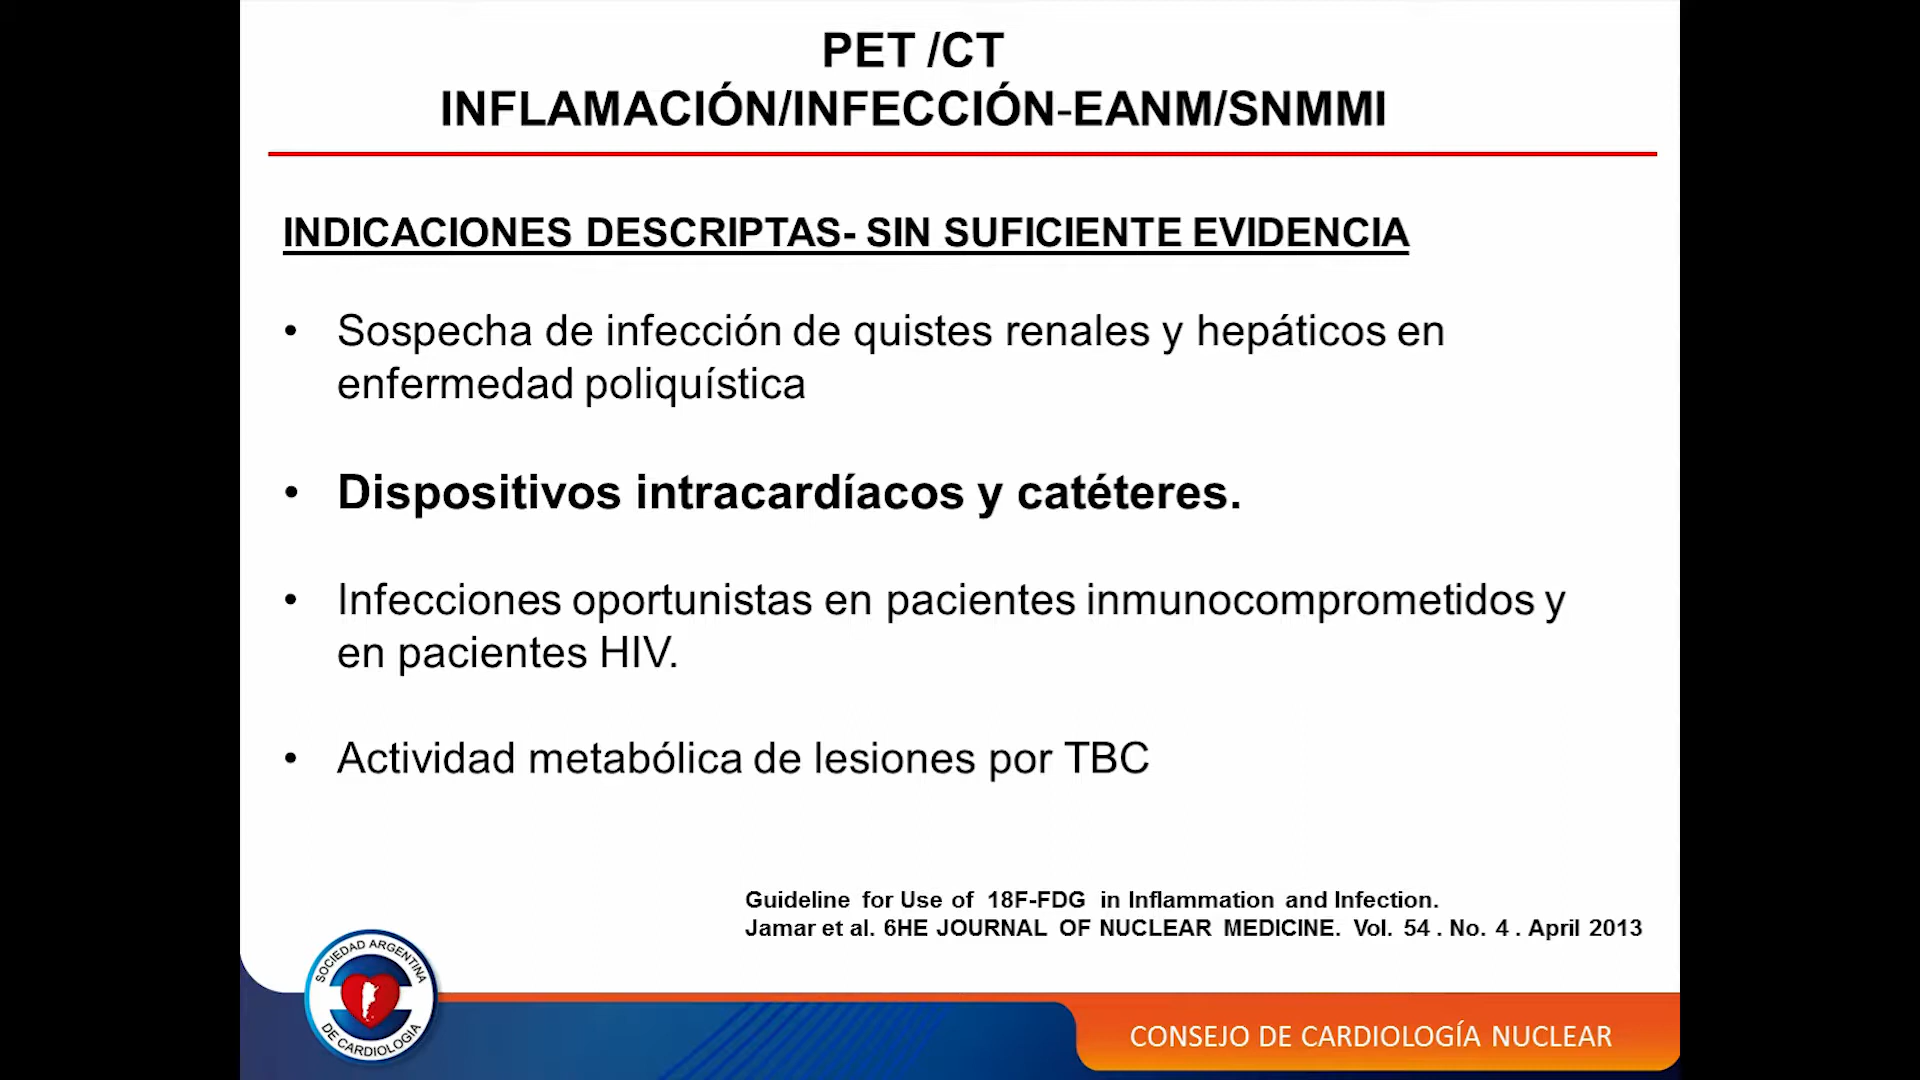 PET /CT
INFLAMACIÓN/INFECCIÓN-EANM/SNMMI
INDICACIONES DESCRIPTAS- SIN SUFICIENTE EVIDENCIA
• Sospecha de infección de quistes renales y hepáticos en
enfermedad poliquística
• Dispositivos intracardíacos y catéteres.
• Infecciones oportunistas en pacientes inmunocomprometidos y
en pacientes HIV.
• Actividad metabólica de lesiones por TBC
Guideline for Use of 18F-FDG in Inflammation and Infection.
Jamar et al. 6HE JOURNAL OF NUCLEAR MEDICINE. Vol. 54 . No. 4 . April 2013
SOCIEDAD ARGENTINA
DE CARDIOLOGIA
CONSEJO DE CARDIOLOGÍA NUCLEAR